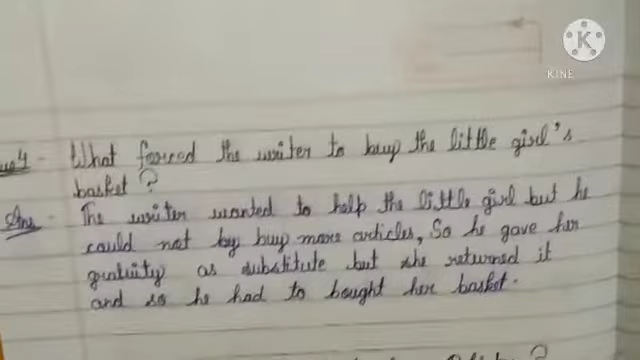 K
KINE
Ques4 - What forced the writer to buy the little girl's
basket?
Ans - The writer wanted to help the little girl but he
could not by buy more articles, So he gave her
gratuity as substitute but she returned it
and so he had to bought her basket.